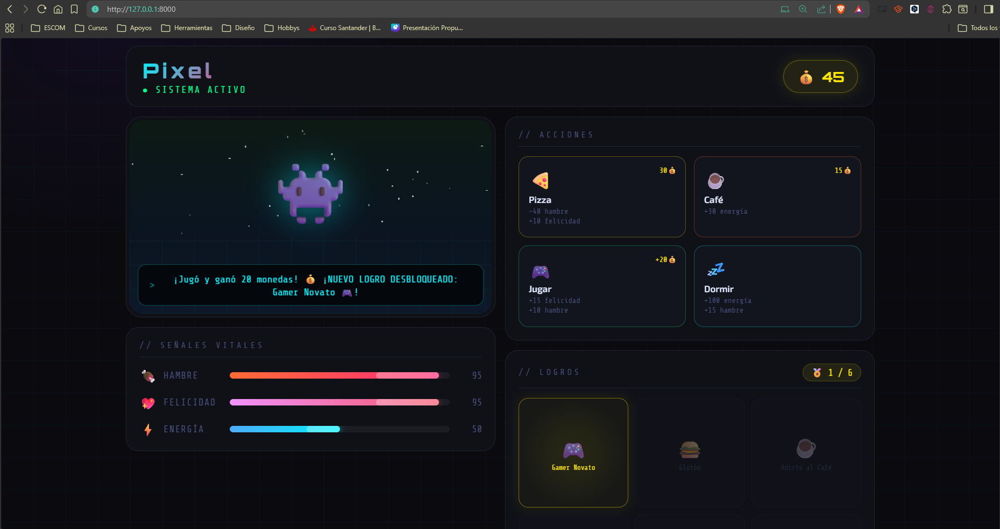 http://127.0.0.1:8000
ESCOM
Cursos
Apoyos
Herramientas
Diseño
Hobbys
Curso Santander | B...
Presentación Propu...
Todos los
Pixel
● SISTEMA ACTIVO
45
> ¡Jugó y ganó 20 monedas! 💰 ¡NUEVO LOGRO DESBLOQUEADO:
Gamer Novato 🎮!
// SEÑALES VITALES
HAMBRE 95
FELICIDAD 95
ENERGÍA 50
// ACCIONES
30
Pizza
-40 hambre
+10 felicidad
15
Café
+30 energía
+20
Jugar
+15 felicidad
+10 hambre
Dormir
+100 energía
+15 hambre
// LOGROS
1 / 6
Gamer Novato
Glotón
Adicto al Café